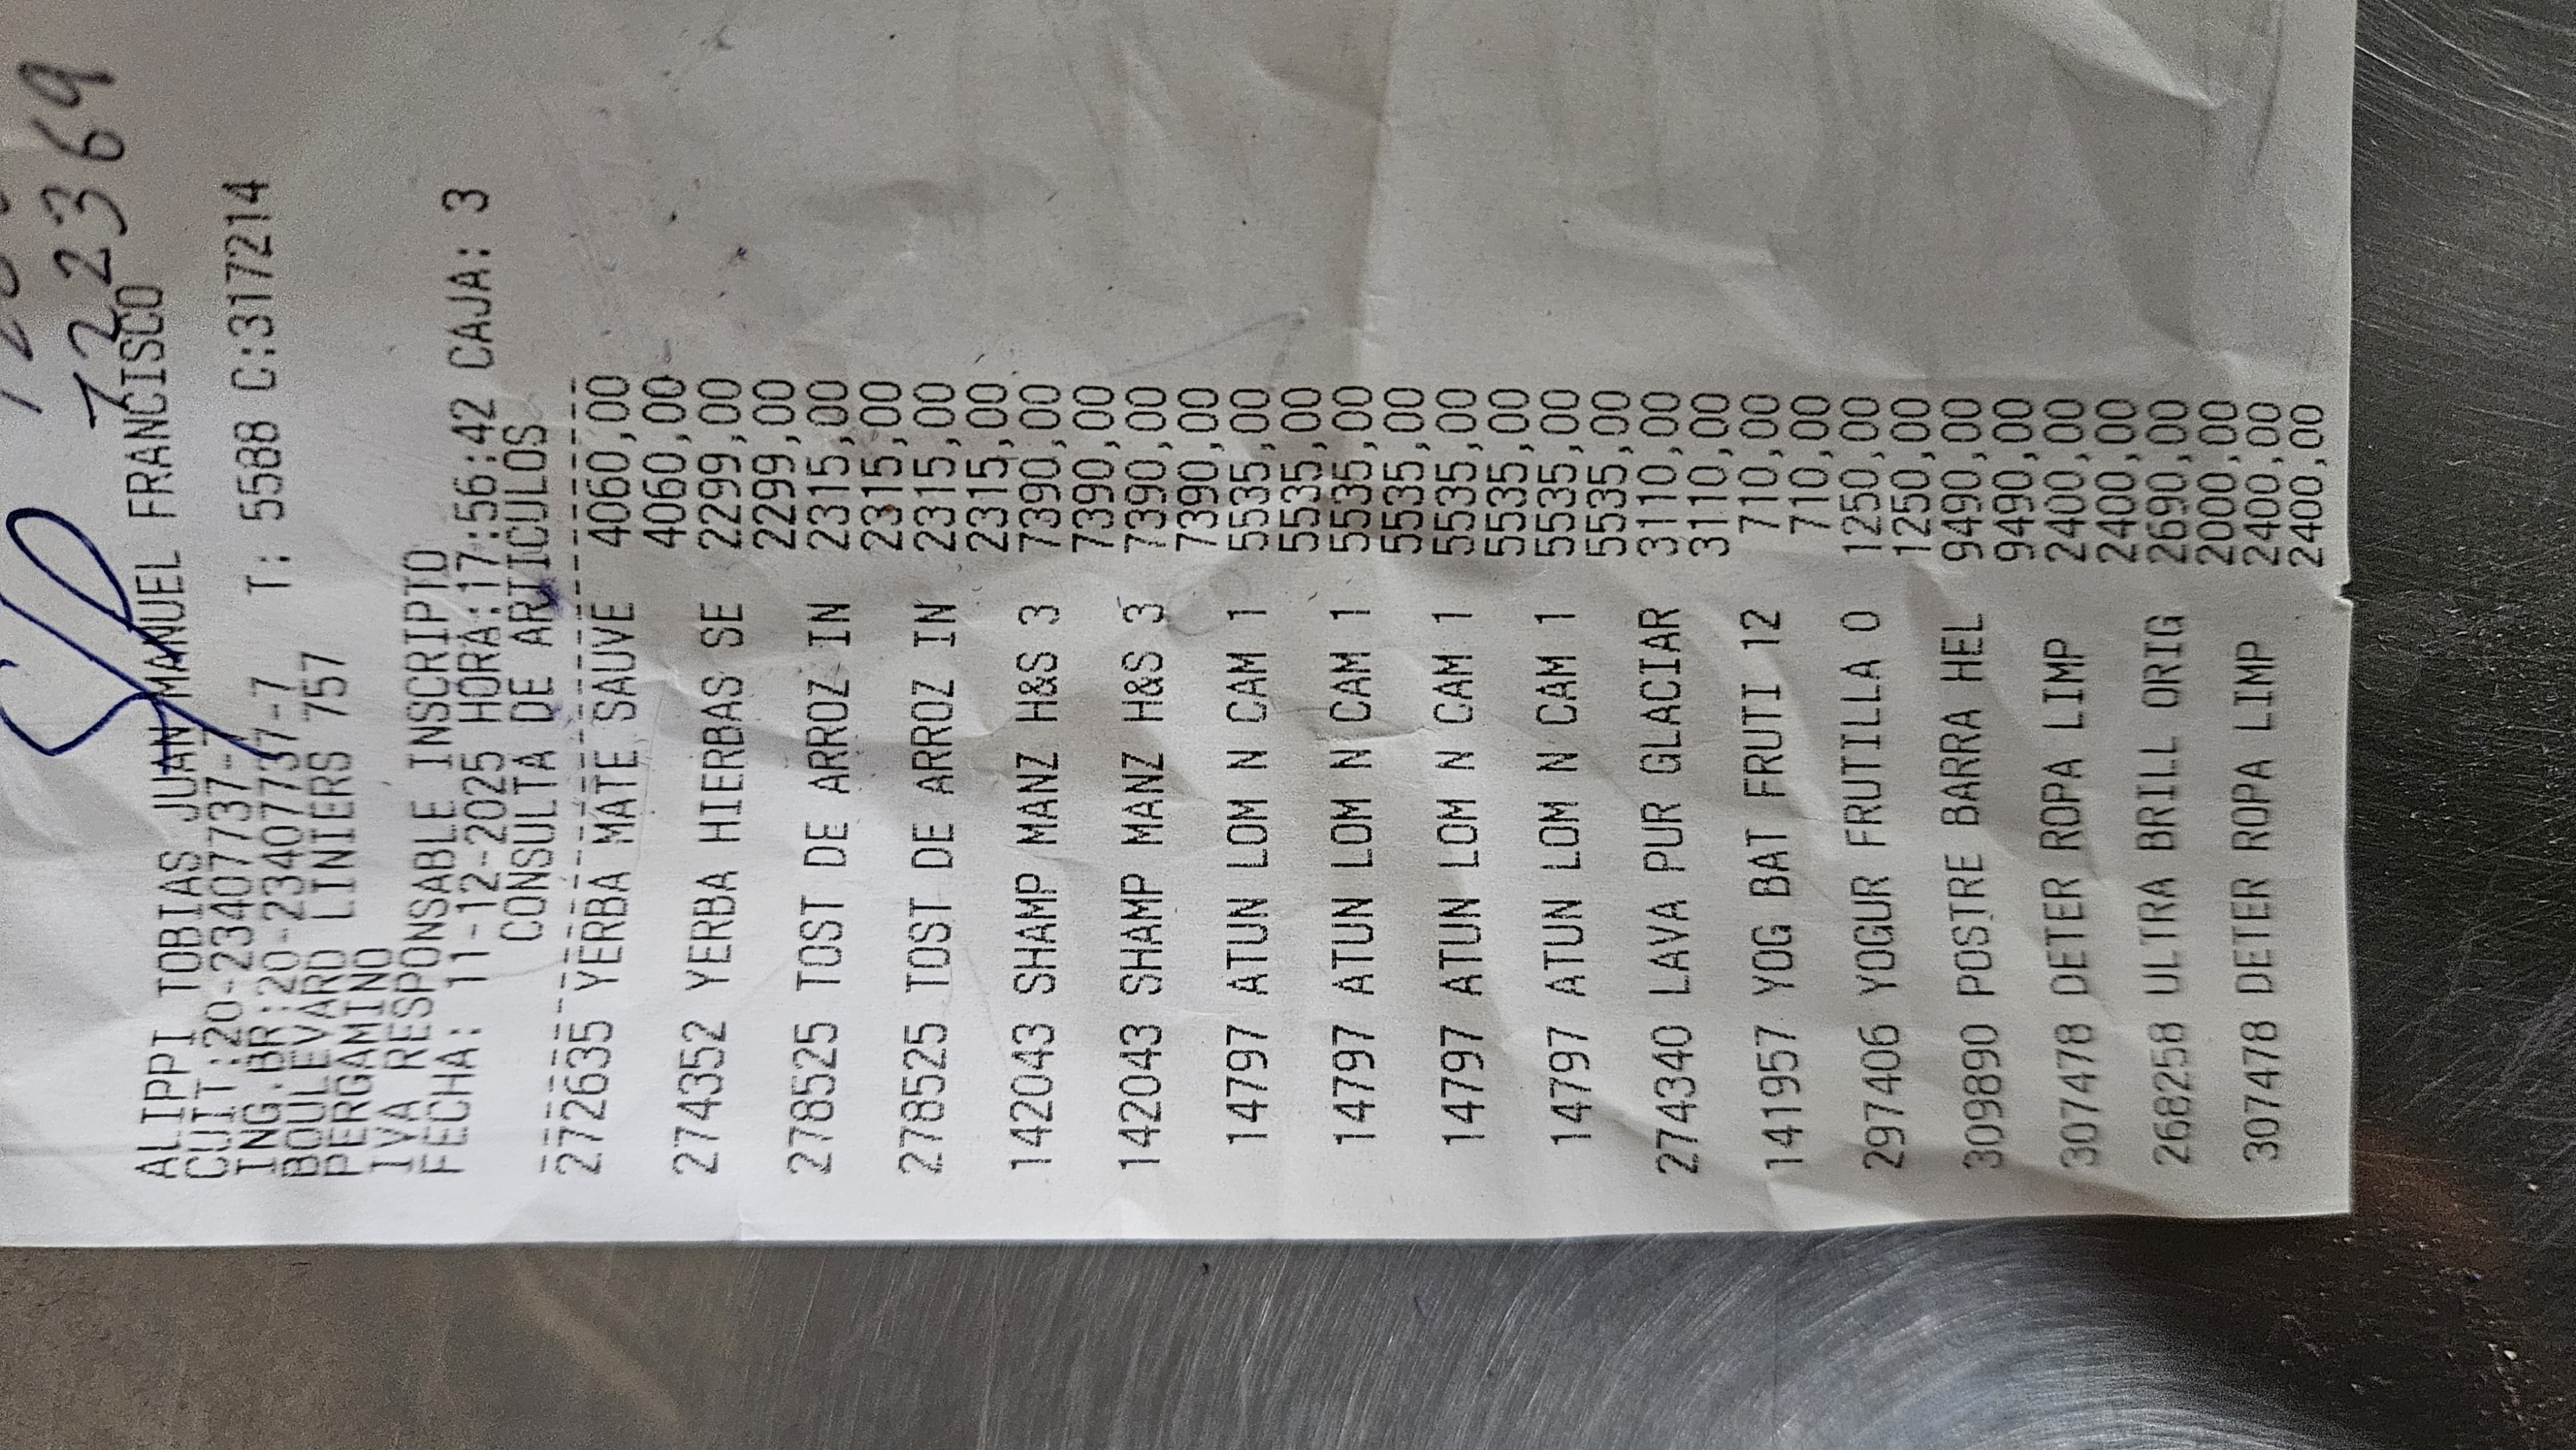 72369
ALIPPI TOBIAS JUAN MANUEL FRANCISCO
CUIT:20-23407737-7
ING.BR:20-23407737-7 T: 5588 C:317214
BOULEVARD LINIERS 757
PERGAMINO
IVA RESPONSABLE INSCRIPTO
FECHA: 11-12-2025 HORA:17:56:42 CAJA: 3
CONSULTA DE ARTICULOS
272635 YERBA MATE SAUVE 4060,00
4060,00
274352 YERBA HIERBAS SE 2299,00
2299,00
278525 TOST DE ARROZ IN 2315,00
2315,00
278525 TOST DE ARROZ IN 2315,00
2315,00
142043 SHAMP MANZ H&S 3 7390,00
7390,00
142043 SHAMP MANZ H&S 3 7390,00
7390,00
14797 ATUN LOM N CAM 1 5535,00
5535,00
14797 ATUN LOM N CAM 1 5535,00
5535,00
14797 ATUN LOM N CAM 1 5535,00
5535,00
14797 ATUN LOM N CAM 1 5535,00
5535,00
274340 LAVA PUR GLACIAR 3110,00
3110,00
141957 YOG BAT FRUTI 12 710,00
710,00
297406 YOGUR FRUTILLA 0 1250,00
1250,00
309890 POSTRE BARRA HEL 9490,00
9490,00
307478 DETER ROPA LIMP 2400,00
2400,00
268258 ULTRA BRILL ORIG 2690,00
2000,00
307478 DETER ROPA LIMP 2400,00
2400,00